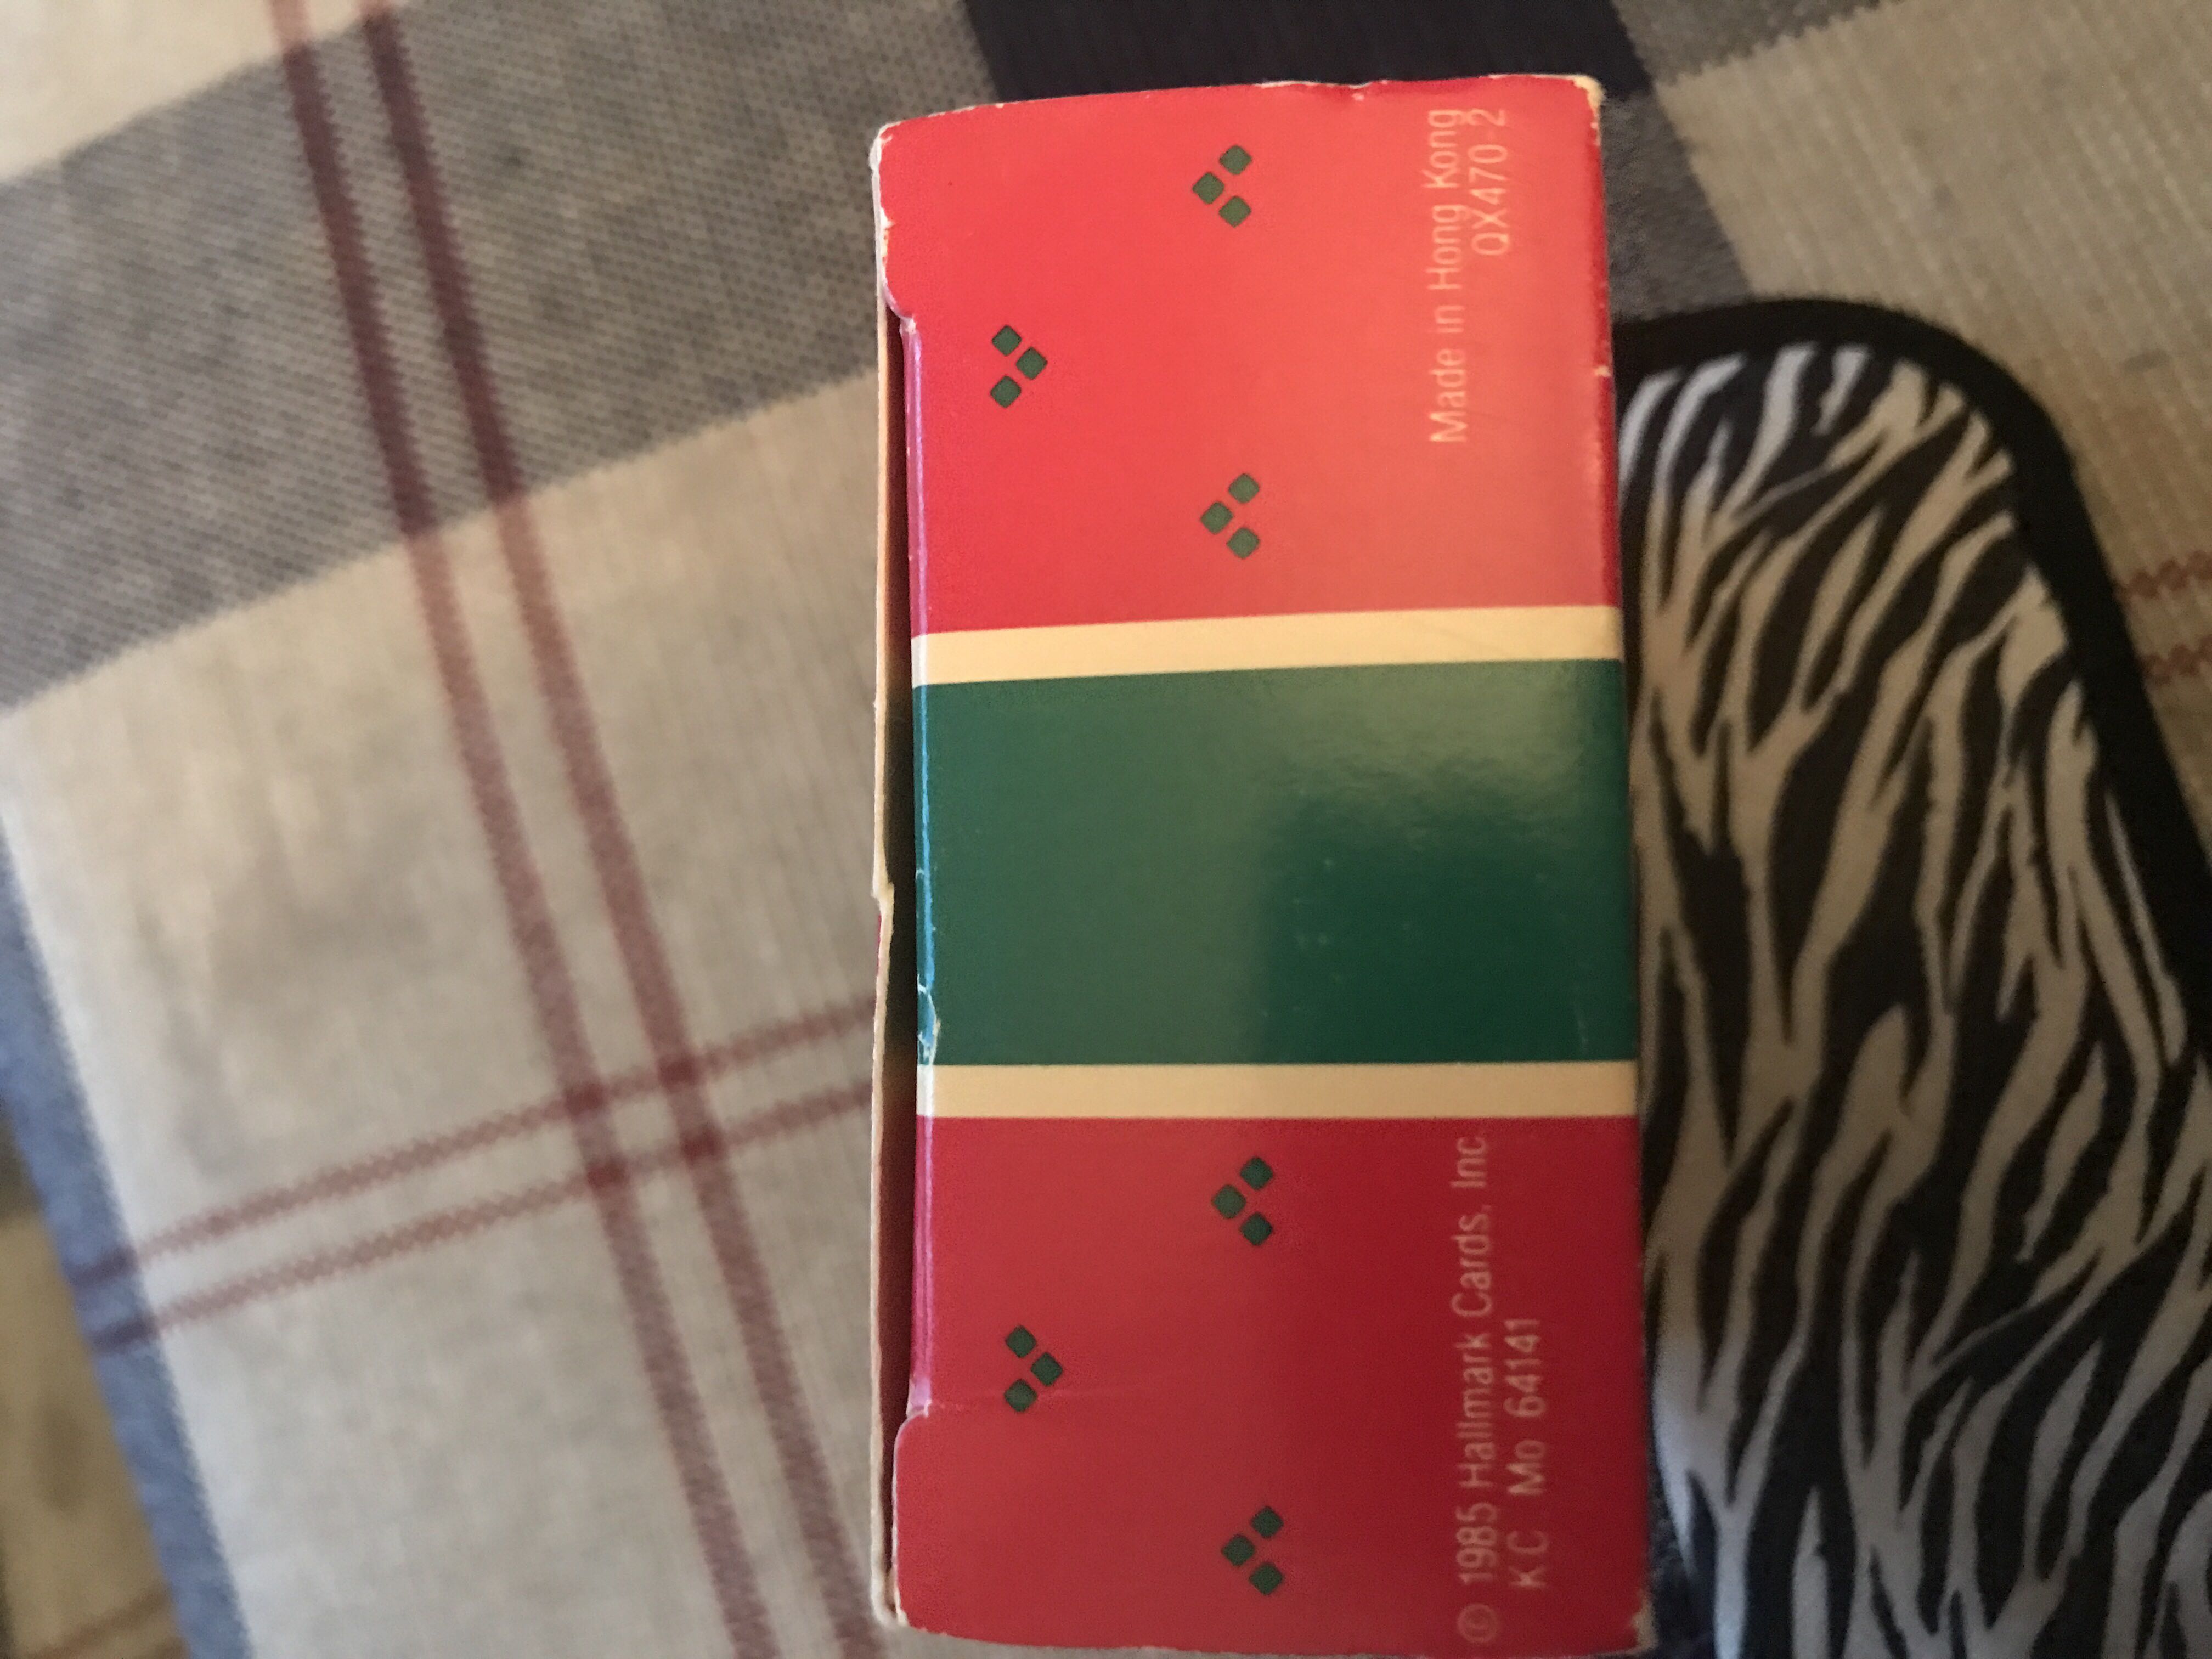 © 1985 Hallmark Cards, Inc.
K.C. Mo 64141
Made in Hong Kong
QX470-2